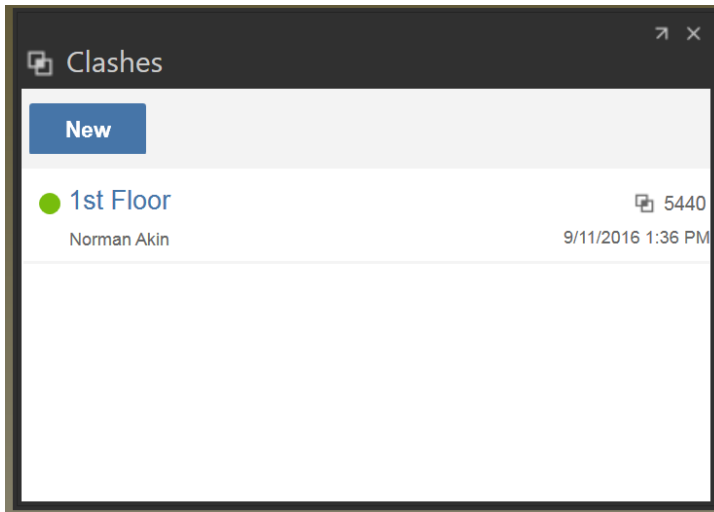 Clashes
New
1st Floor
5440
Norman Akin
9/11/2016 1:36 PM